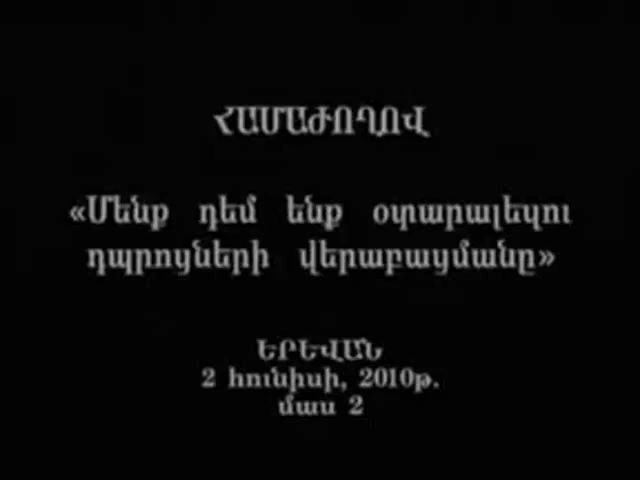 ՀԱՄԱԺՈՂՈՎ
«Մենք դեմ ենք օտարալեզու
դպրոցների վերաբացմանը»
ԵՐԵՎԱՆ
2 հունիսի, 2010թ.
մաս 2